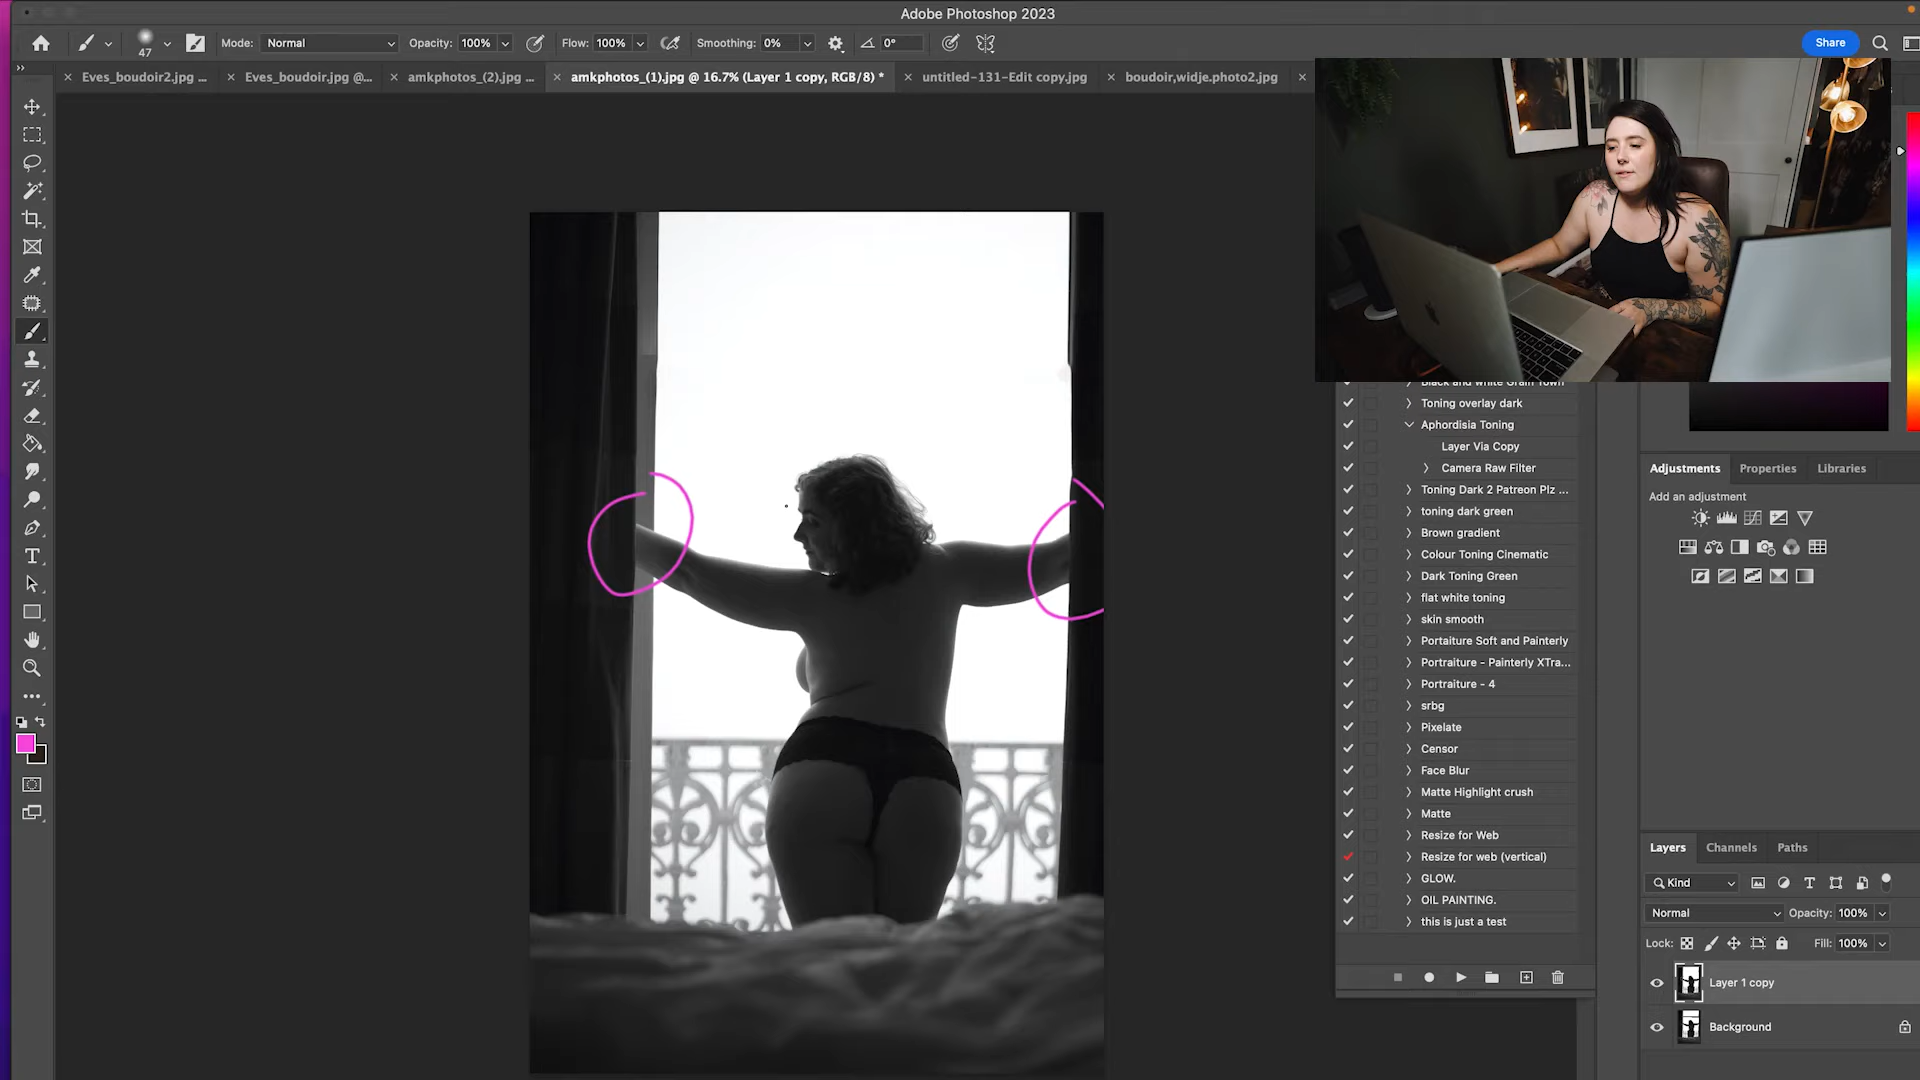 Adobe Photoshop 2023
47
Mode: Normal
Opacity: 100%
Flow: 100%
Smoothing: 0%
0°
Share
Eves_boudoir2.jpg ...
Eves_boudoir.jpg @...
amkphotos_(2).jpg ...
amkphotos_(1).jpg @ 16.7% (Layer 1 copy, RGB/8) *
untitled-131-Edit copy.jpg
boudoir,widje.photo2.jpg
Black and white Grain Town
Toning overlay dark
Aphordisia Toning
Layer Via Copy
Camera Raw Filter
Toning Dark 2 Patreon Plz ...
toning dark green
Brown gradient
Colour Toning Cinematic
Dark Toning Green
flat white toning
skin smooth
Portaiture Soft and Painterly
Portraiture - Painterly XTra...
Portraiture - 4
srbg
Pixelate
Censor
Face Blur
Matte Highlight crush
Matte
Resize for Web
Resize for web (vertical)
GLOW.
OIL PAINTING.
this is just a test
Adjustments
Properties
Libraries
Add an adjustment
Layers
Channels
Paths
Kind
Normal
Opacity: 100%
Lock:
Fill: 100%
Layer 1 copy
Background